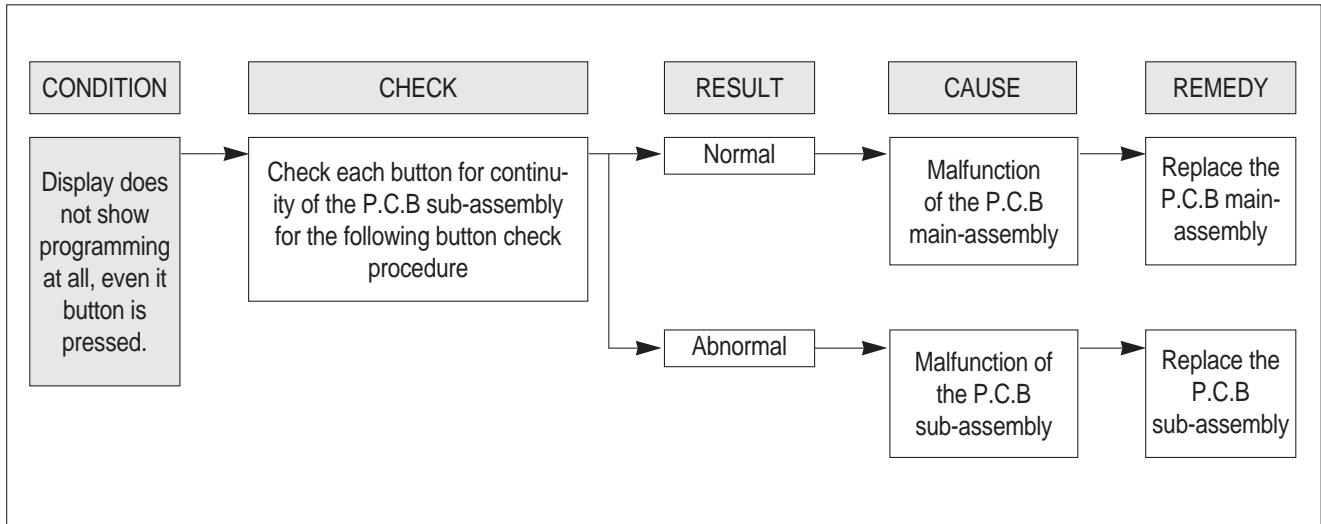 CONDITION
CHECK
RESULT
CAUSE
REMEDY
Display does
not show
programming
at all, even it
button is
pressed.
Check each button for continu-
ity of the P.C.B sub-assembly
for the following button check
procedure
Normal
Malfunction
of the P.C.B
main-assembly
Replace the
P.C.B main-
assembly
Abnormal
Malfunction of
the P.C.B
sub-assembly
Replace the
P.C.B
sub-assembly